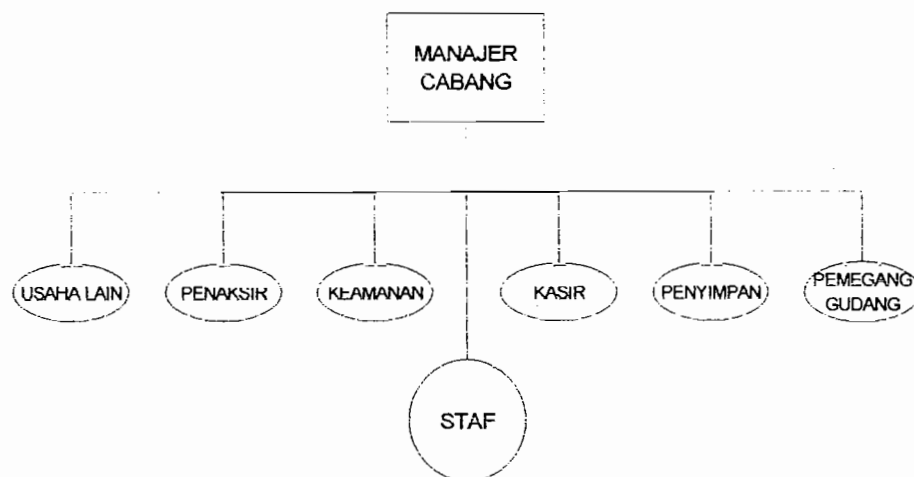 MANAJER
CABANG
USAHA LAIN
PENAKSIR
KEAMANAN
KASIR
PENYIMPAN
PEMEGANG
GUDANG
STAF